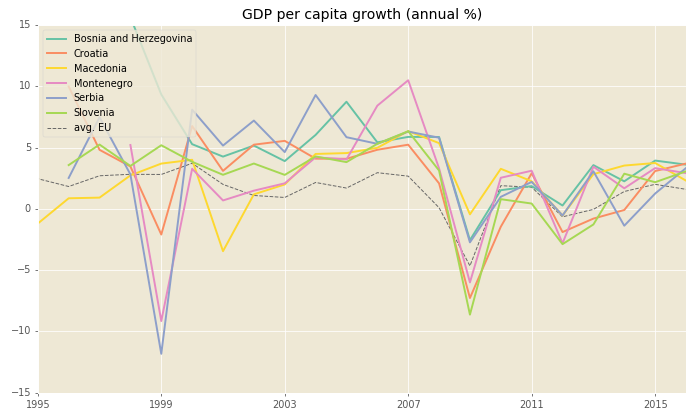 GDP per capita growth (annual %)
15
10
5
0
−5
−10
−15
Bosnia and Herzegovina
Croatia
Macedonia
Montenegro
Serbia
Slovenia
avg. EU
1995 1999 2003 2007 2011 2015